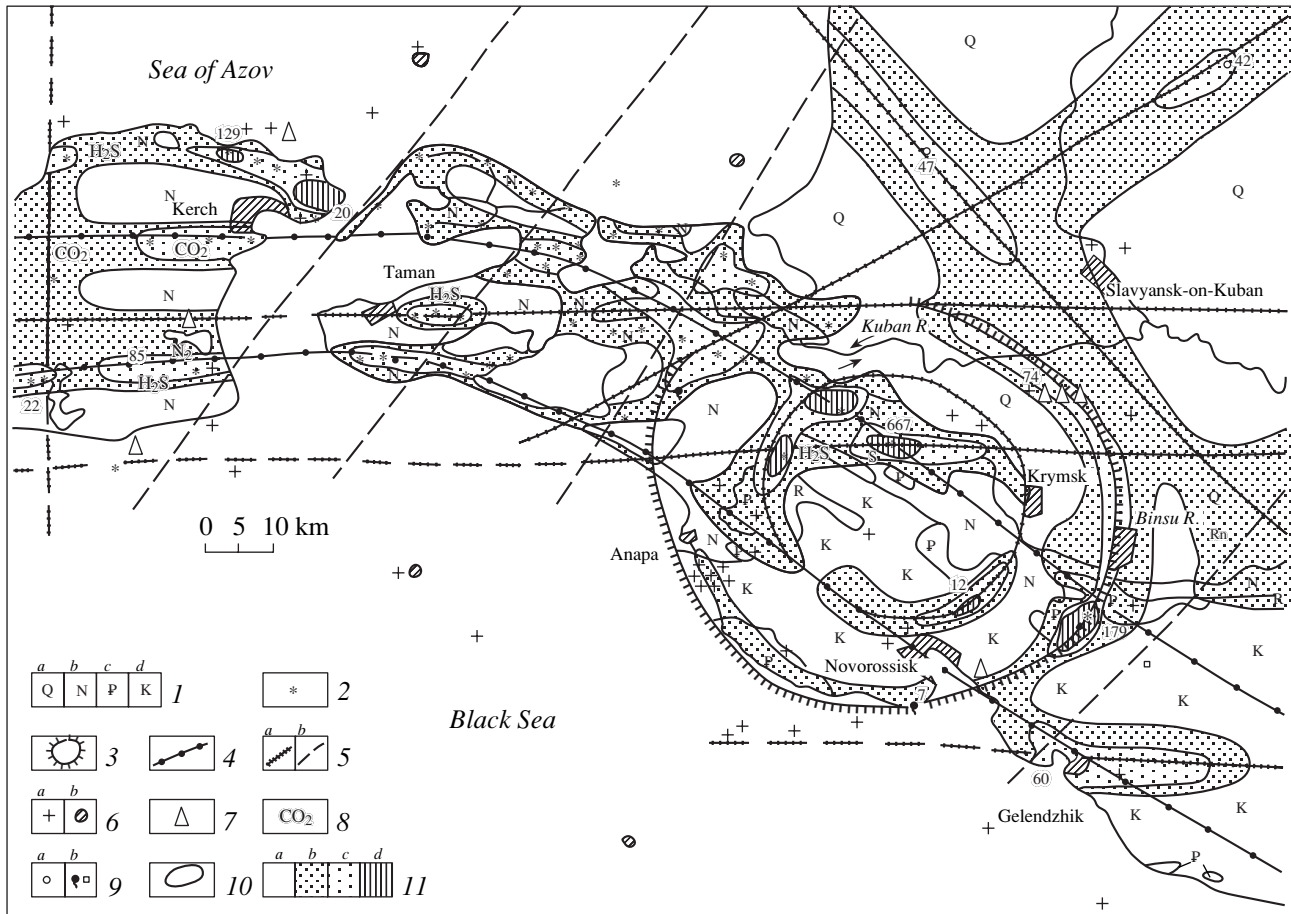 Sea of Azov
Q
42
129
N
H₂S
47
Q
N
N
N
Kerch
20
N
Q
CO₂
CO₂
Taman
H₂S
Slavyansk-on-Kuban
N
N
N
N
N
Kuban R.
N₂
N
85
H₂S
N
74
22
N
N
N
Q
667
H₂S
S
P
Krymsk
0 5 10 km
P
R
K
N
Q
Binsu R.
Rn
Anapa
N
P
K
P
K
12
N
N
R
K
K
P
P
179
K
K
K
Novorossisk
P
K
K
7
Black Sea
60
K
K
Gelendzhik
K
P
a b c d
Q N P K 1
* 2
3
4
a b
5
a b
+ 6
7
CO₂ 8
a b
9
10
a b c d
11